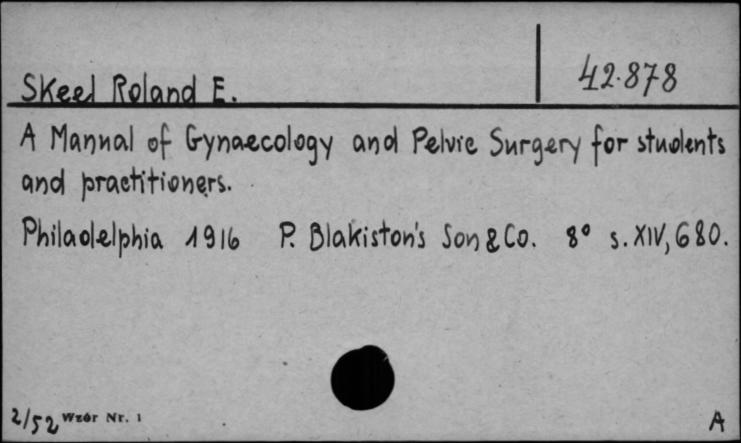 Skeel Roland E.
42.878
A Manual of Gynaecology and Pelvic Surgery for students
and practitioners.
Philadelphia 1916 P. Blakiston's Son & Co. 8° s. XIV, 680.
2/52 Wzór Nr. 1
A